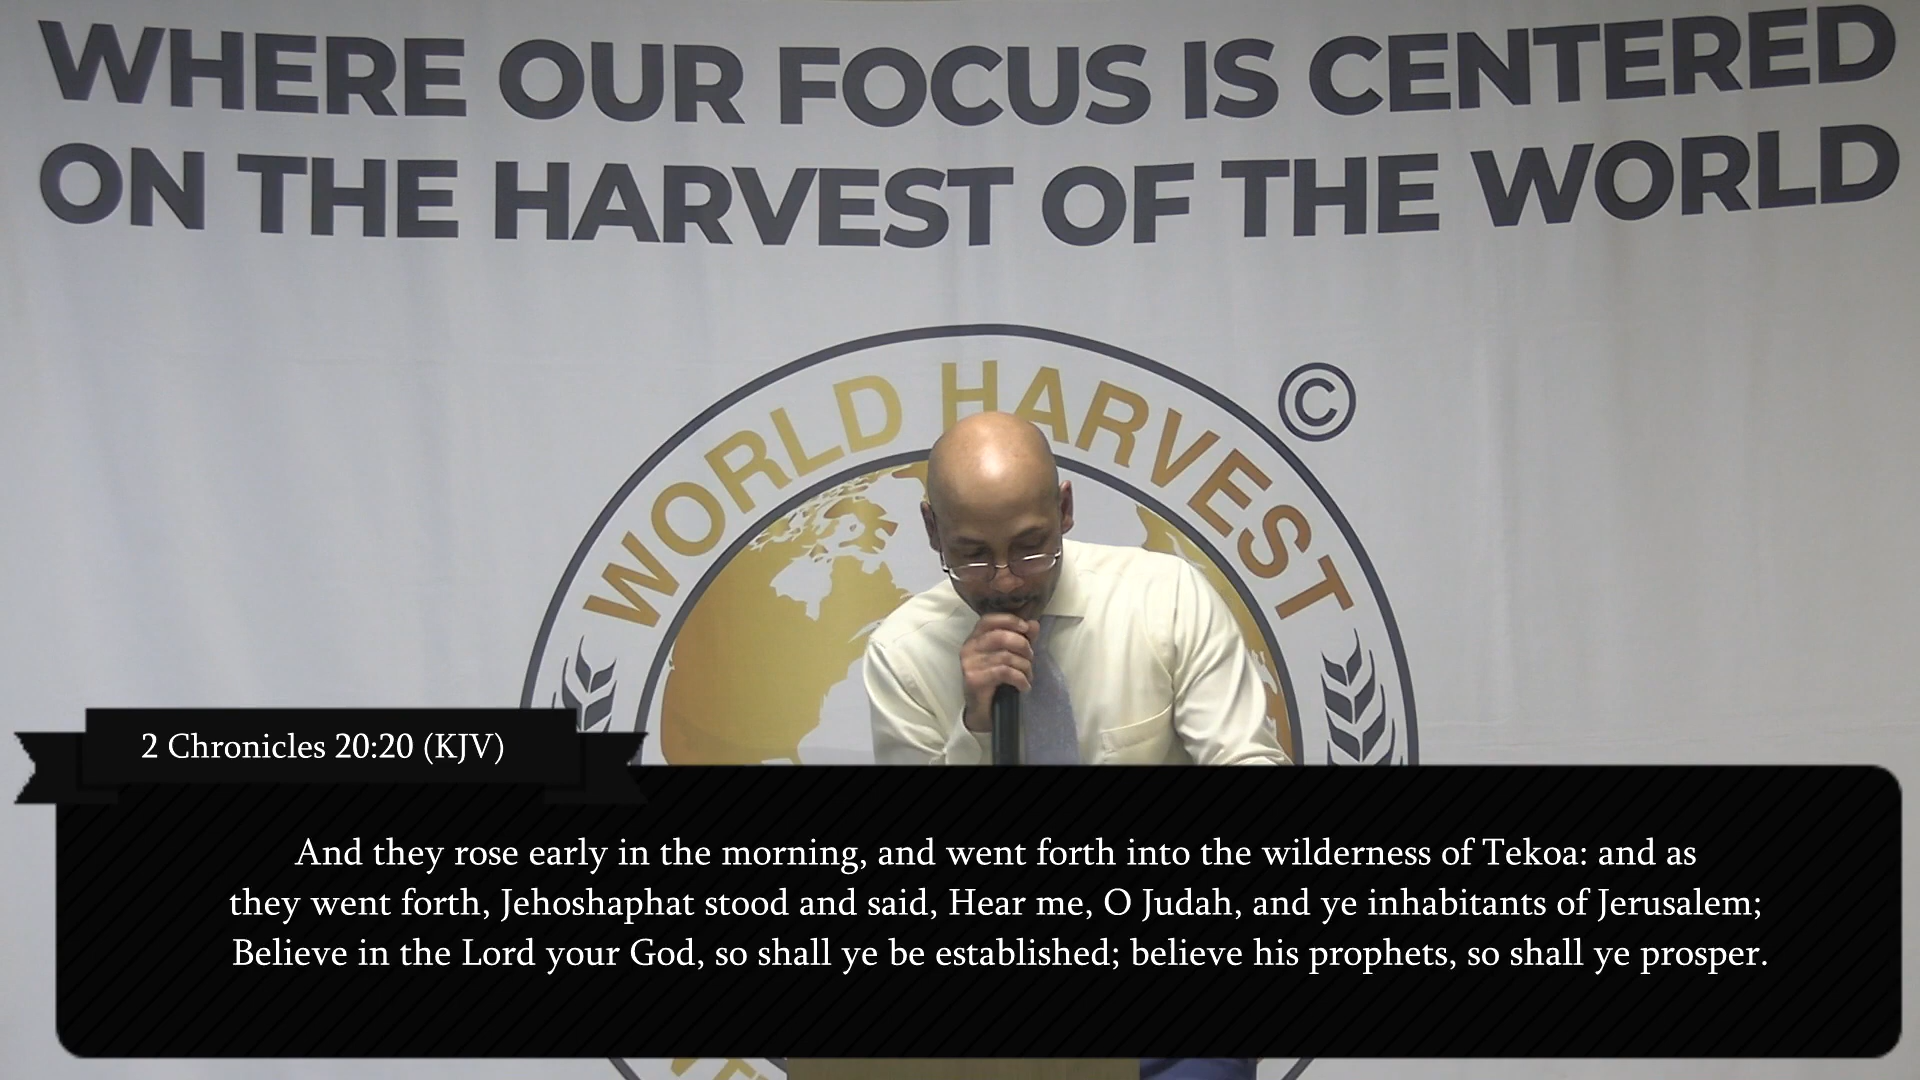 WHERE OUR FOCUS IS CENTERED
ON THE HARVEST OF THE WORLD
©
WORLD HARVEST
2 Chronicles 20:20 (KJV)
And they rose early in the morning, and went forth into the wilderness of Tekoa: and as
they went forth, Jehoshaphat stood and said, Hear me, O Judah, and ye inhabitants of Jerusalem;
Believe in the Lord your God, so shall ye be established; believe his prophets, so shall ye prosper.